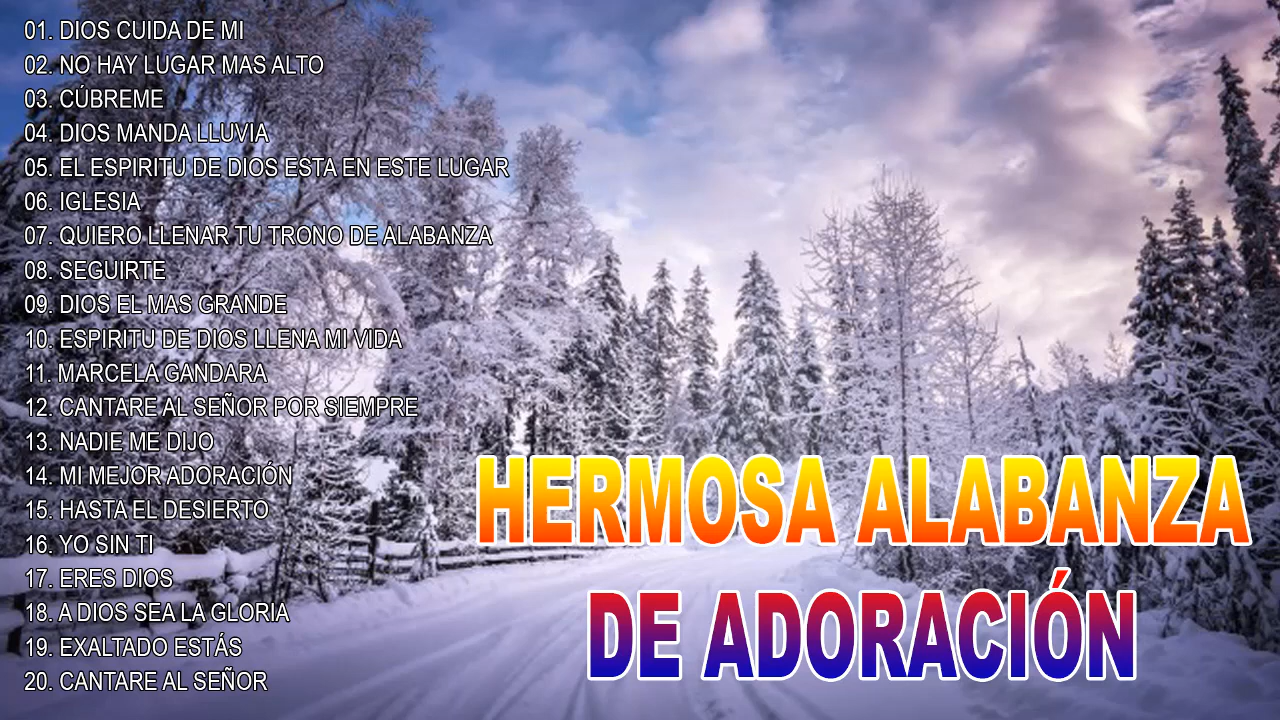 01. DIOS CUIDA DE MI
02. NO HAY LUGAR MAS ALTO
03. CÚBREME
04. DIOS MANDA LLUVIA
05. EL ESPIRITU DE DIOS ESTA EN ESTE LUGAR
06. IGLESIA
07. QUIERO LLENAR TU TRONO DE ALABANZA
08. SEGUIRTE
09. DIOS EL MAS GRANDE
10. ESPIRITU DE DIOS LLENA MI VIDA
11. MARCELA GANDARA
12. CANTARE AL SEÑOR POR SIEMPRE
13. NADIE ME DIJO
14. MI MEJOR ADORACIÓN
15. HASTA EL DESIERTO
16. YO SIN TI
17. ERES DIOS
18. A DIOS SEA LA GLORIA
19. EXALTADO ESTÁS
20. CANTARE AL SEÑOR
HERMOSA ALABANZA
DE ADORACIÓN